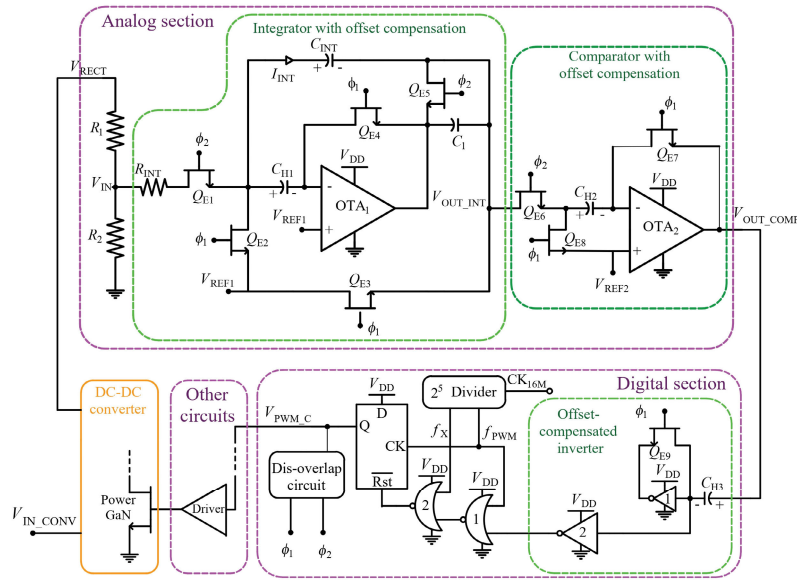 Analog section
Integrator with offset compensation
Comparator with
offset compensation
V_RECT
R_1
V_IN
R_2
R_INT
ϕ_2
Q_E1
I_INT
C_INT
+ -
ϕ_1
Q_E4
Q_E5
ϕ_2
C_1
C_H1
+ -
V_DD
-
OTA_1
+
V_REF1
V_OUT_INT
ϕ_1
Q_E2
V_REF1
Q_E3
ϕ_1
ϕ_2
Q_E6
ϕ_1
Q_E8
C_H2
+ -
ϕ_1
Q_E7
V_DD
-
OTA_2
+
V_REF2
V_OUT_COMP
DC-DC
converter
Power
GaN
V_IN_CONV
Other
circuits
Driver
Digital section
V_PWM_C
Dis-overlap
circuit
ϕ_1 ϕ_2
V_DD
D
Q
CK
Rst
2^5 Divider
CK_16M
f_X
f_PWM
V_DD
2
V_DD
1
Offset-
compensated
inverter
V_DD
2
ϕ_1
Q_E9
V_DD
1
C_H3
- +